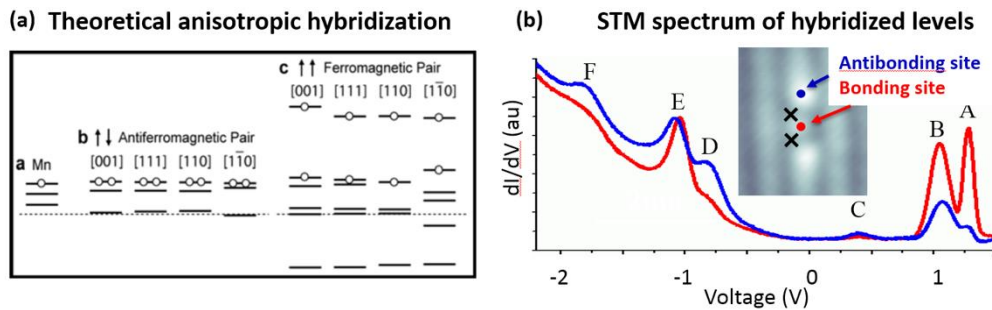 (a) Theoretical anisotropic hybridization
c ↑↑ Ferromagnetic Pair
[001] [111] [110] [11̄0]
b ↑↓ Antiferromagnetic Pair
a Mn [001] [111] [110] [11̄0]
(b) STM spectrum of hybridized levels
Antibonding site
Bonding site
F
E
D
C
B
A
dI/dV (au)
-2 -1 0 1
Voltage (V)